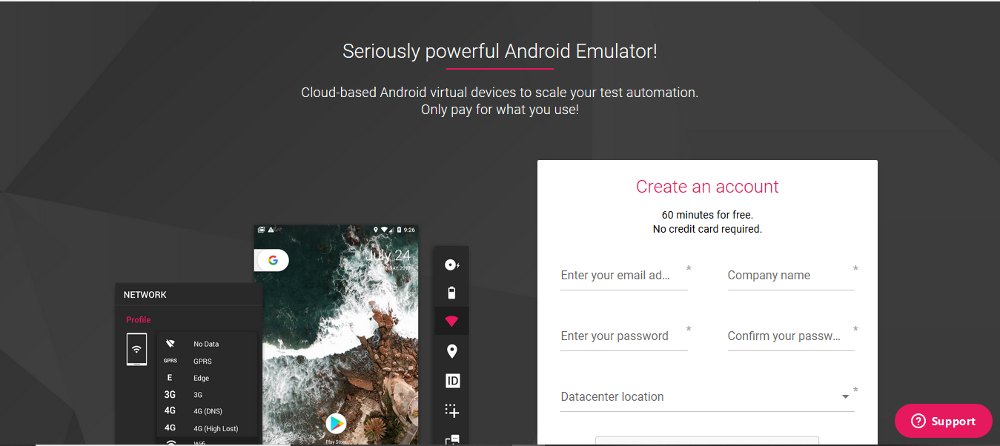 Seriously powerful Android Emulator!
Cloud-based Android virtual devices to scale your test automation.
Only pay for what you use!
Create an account
60 minutes for free.
No credit card required.
Enter your email ad... *
Company name *
Enter your password *
Confirm your passw... *
Datacenter location *
Support
9:26
G
July 24
MONDAY, 2017
Play Store
NETWORK
Profile
No Data
GPRS GPRS
E Edge
3G 3G
4G 4G (DNS)
4G 4G (High Lost)
Wifi
ID